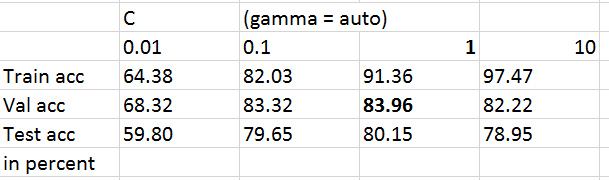 C (gamma = auto)
0.01 0.1 1 10
Train acc 64.38 82.03 91.36 97.47
Val acc 68.32 83.32 83.96 82.22
Test acc 59.80 79.65 80.15 78.95
in percent